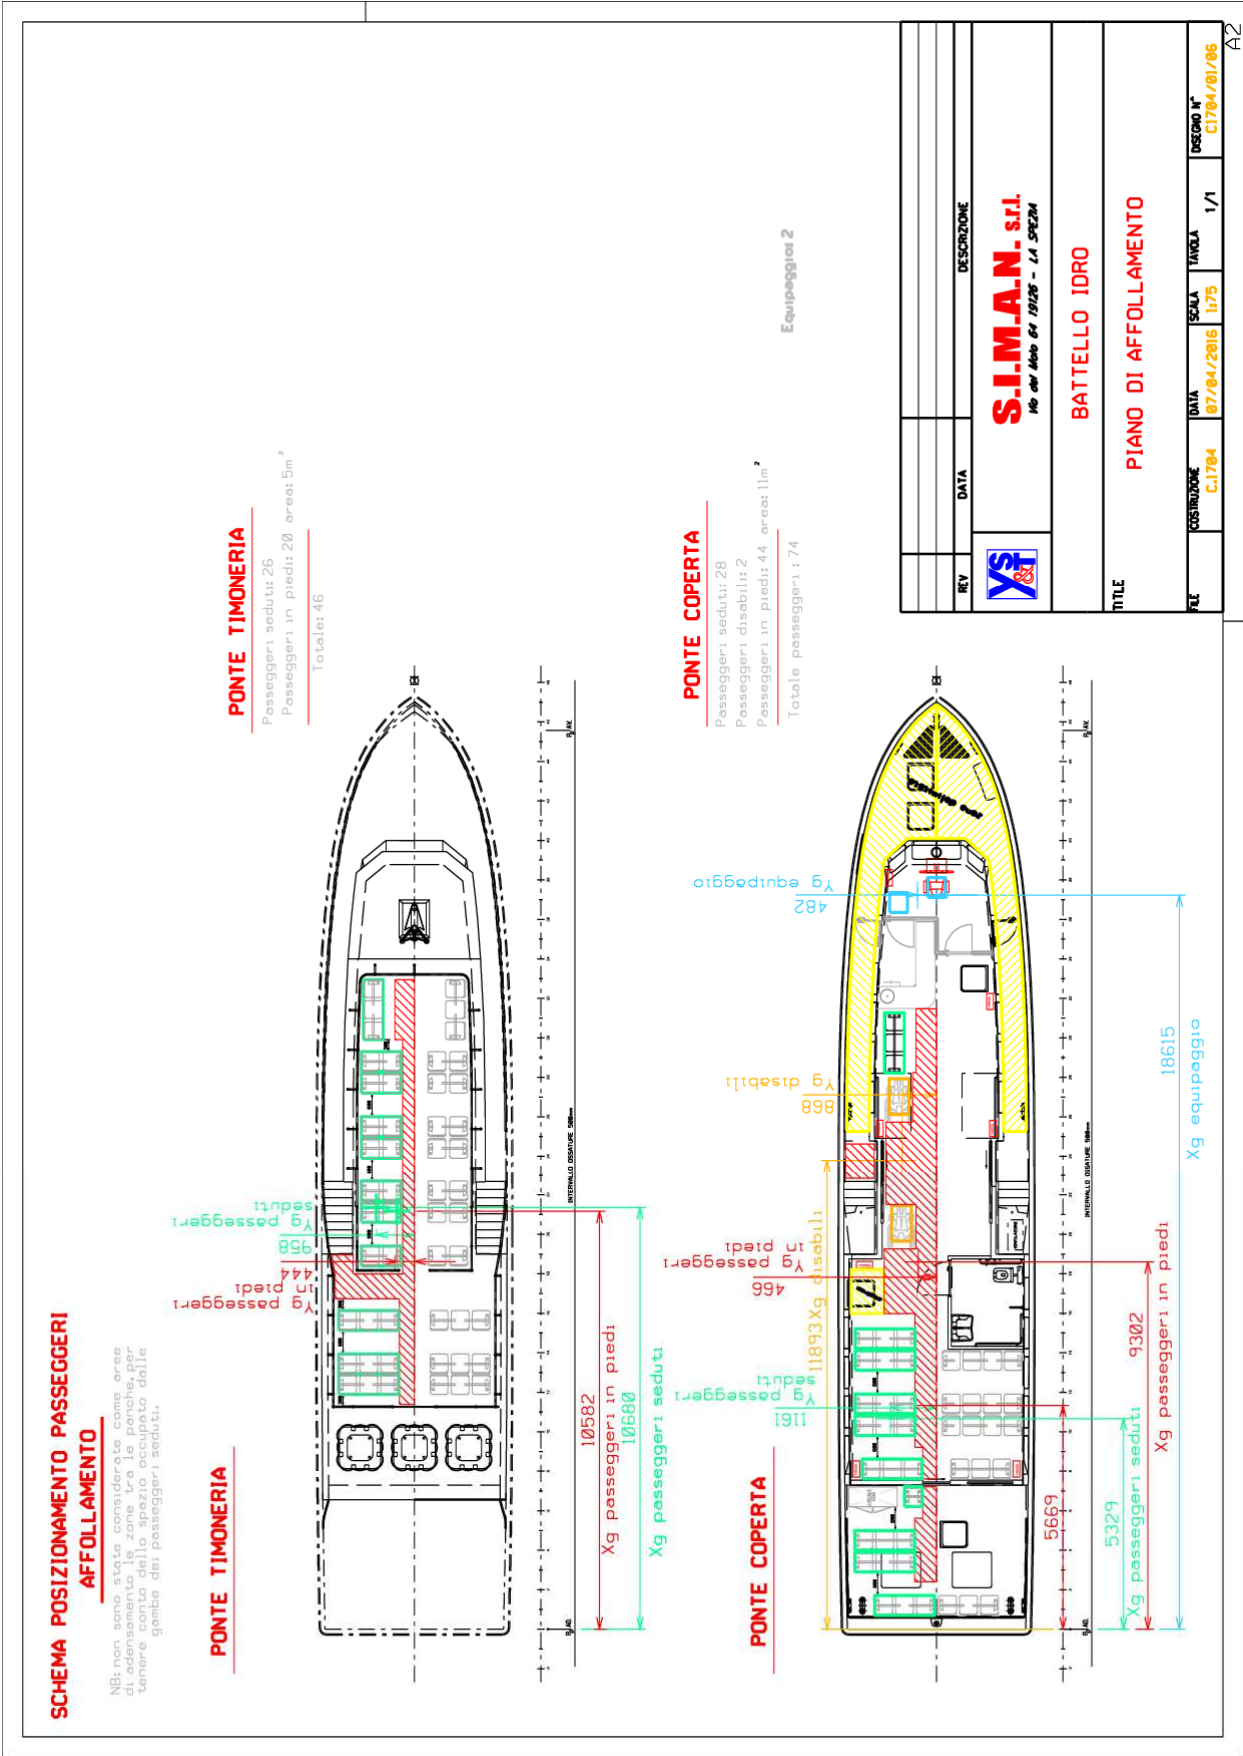 SCHEMA POSIZIONAMENTO PASSEGGERI
AFFOLLAMENTO
NB: non sono state considerate come aree
di adensamento le zone tra le panche, per
tenere conto dello spazio occupato dalle
gambe dei passeggeri seduti.
PONTE TIMONERIA
PONTE TIMONERIA
Passeggeri seduti: 26
Passeggeri in piedi: 20 area: 5m²
Totale: 46
Yg passeggeri
in piedi
444
Yg passeggeri
seduti
958
INTERVALLO OSSATURE 500mm
10582
Xg passeggeri in piedi
10680
Xg passeggeri seduti
PONTE COPERTA
PONTE COPERTA
Passeggeri seduti: 28
Passeggeri disabili: 2
Passeggeri in piedi: 44 area: 11m²
Totale passeggeri : 74
Equipaggio: 2
Yg passeggeri
in piedi
466
Yg passeggeri
seduti
1161
11893
Xg disabili
Yg disabili
868
Yg equipaggio
482
INTERVALLO OSSATURE 500mm
5669
5329
Xg passeggeri seduti
9302
Xg passeggeri in piedi
18615
Xg equipaggio
REV
DATA
DESCRIZIONE
YS&T
S.I.M.A.N. s.r.l.
Via del Molo 64 19126 - LA SPEZIA
BATTELLO IDRO
TITLE
PIANO DI AFFOLLAMENTO
FILE
COSTRUZIONE
C.1704
DATA
07/04/2016
SCALA
1:75
TAVOLA
1/1
DISEGNO N°
C1704/01/06
A2